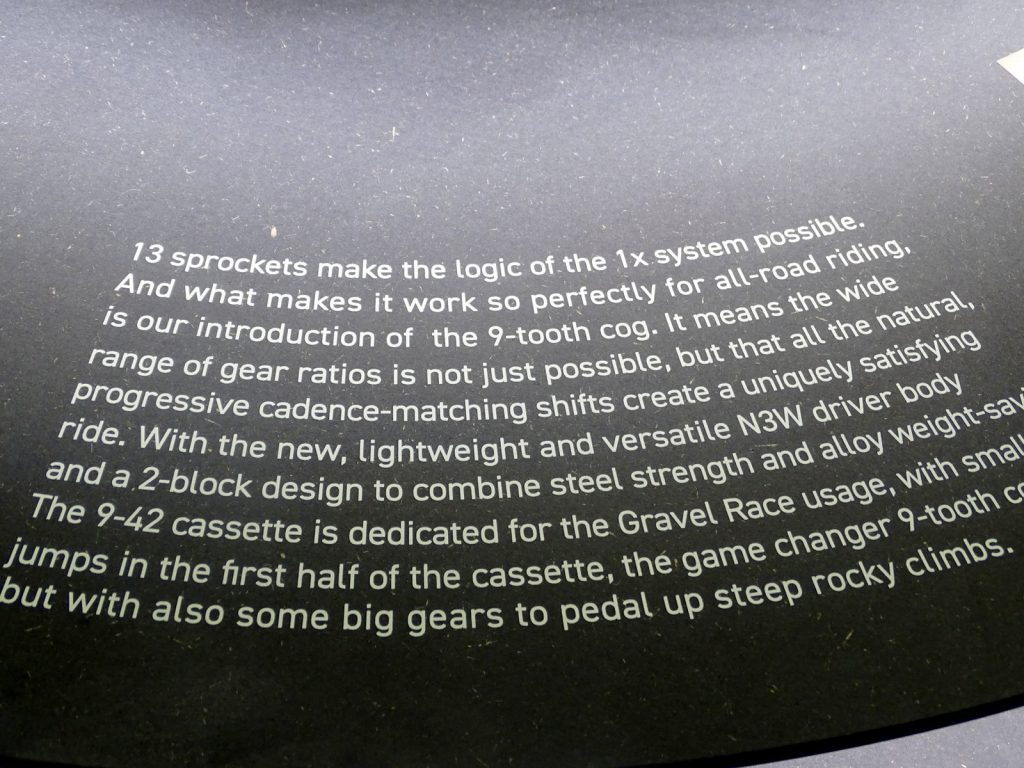 13 sprockets make the logic of the 1x system possible.
And what makes it work so perfectly for all-road riding,
is our introduction of the 9-tooth cog. It means the wide
range of gear ratios is not just possible, but that all the natural,
progressive cadence-matching shifts create a uniquely satisfying
ride. With the new, lightweight and versatile N3W driver body
and a 2-block design to combine steel strength and alloy
The 9-42 cassette is dedicated for the Gravel Race usage, with
jumps in the first half of the cassette, the game changer 9-tooth
but with also some big gears to pedal up steep rocky climbs.